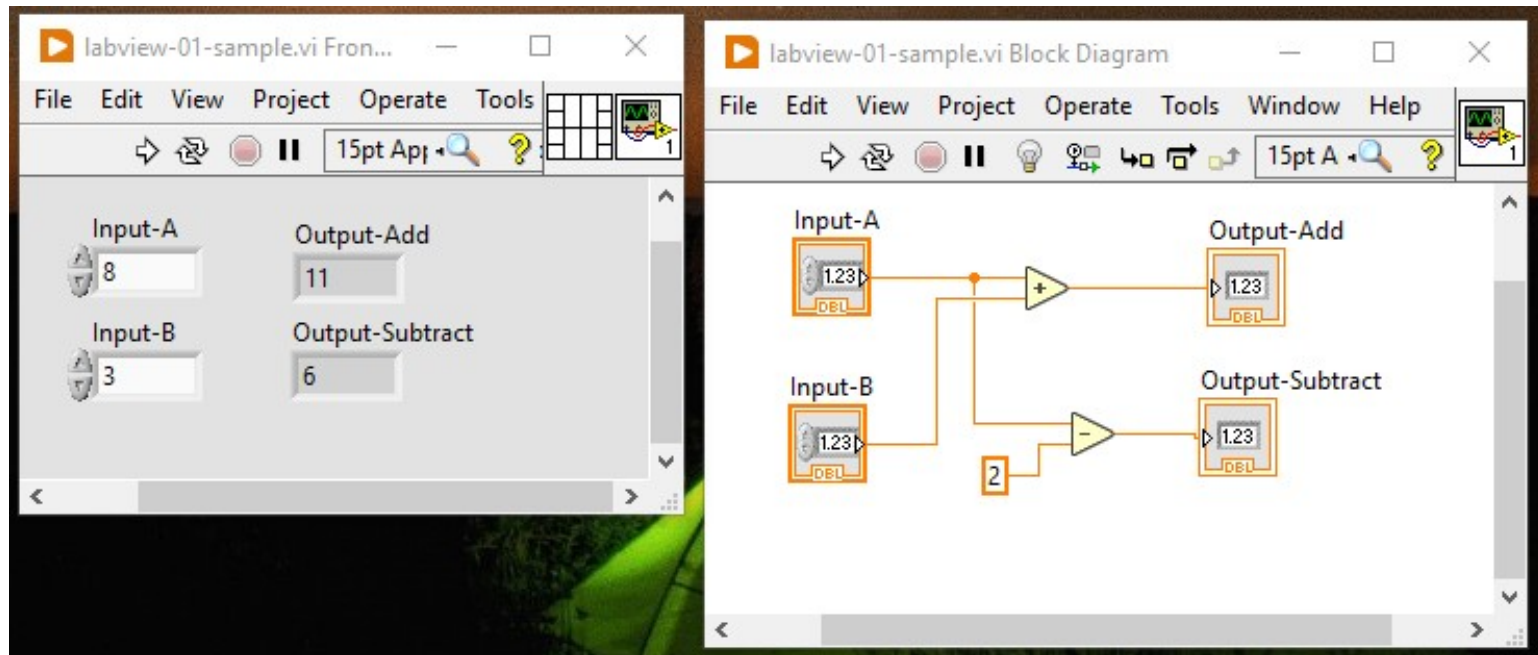 labview-01-sample.vi Fron...
File Edit View Project Operate Tools
15pt App
1
Input-A
8
Output-Add
11
Input-B
3
Output-Subtract
6
labview-01-sample.vi Block Diagram
File Edit View Project Operate Tools Window Help
15pt A
1
Input-A
1.23
DBL
Output-Add
1.23
DBL
Input-B
1.23
DBL
Output-Subtract
1.23
DBL
2